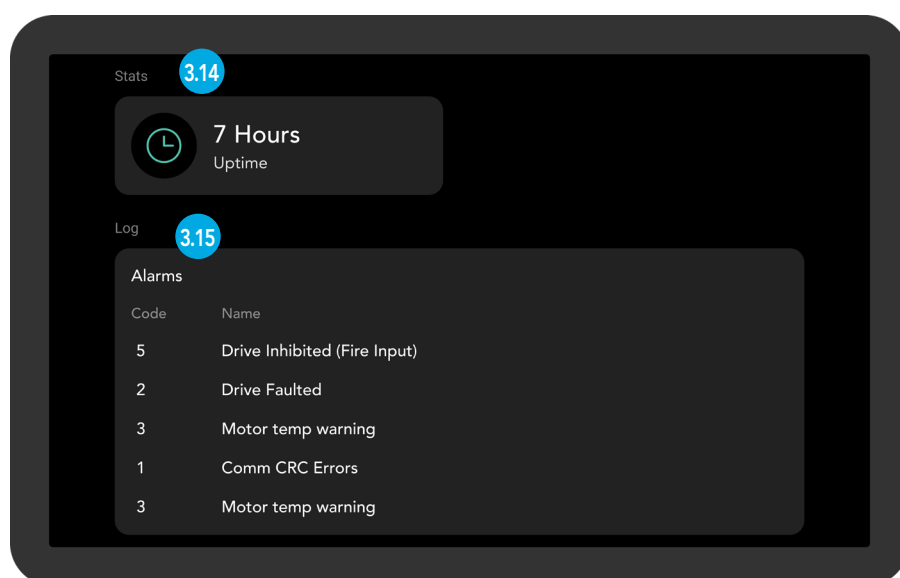 Stats 3.14
7 Hours
Uptime
Log 3.15
Alarms
Code Name
5 Drive Inhibited (Fire Input)
2 Drive Faulted
3 Motor temp warning
1 Comm CRC Errors
3 Motor temp warning